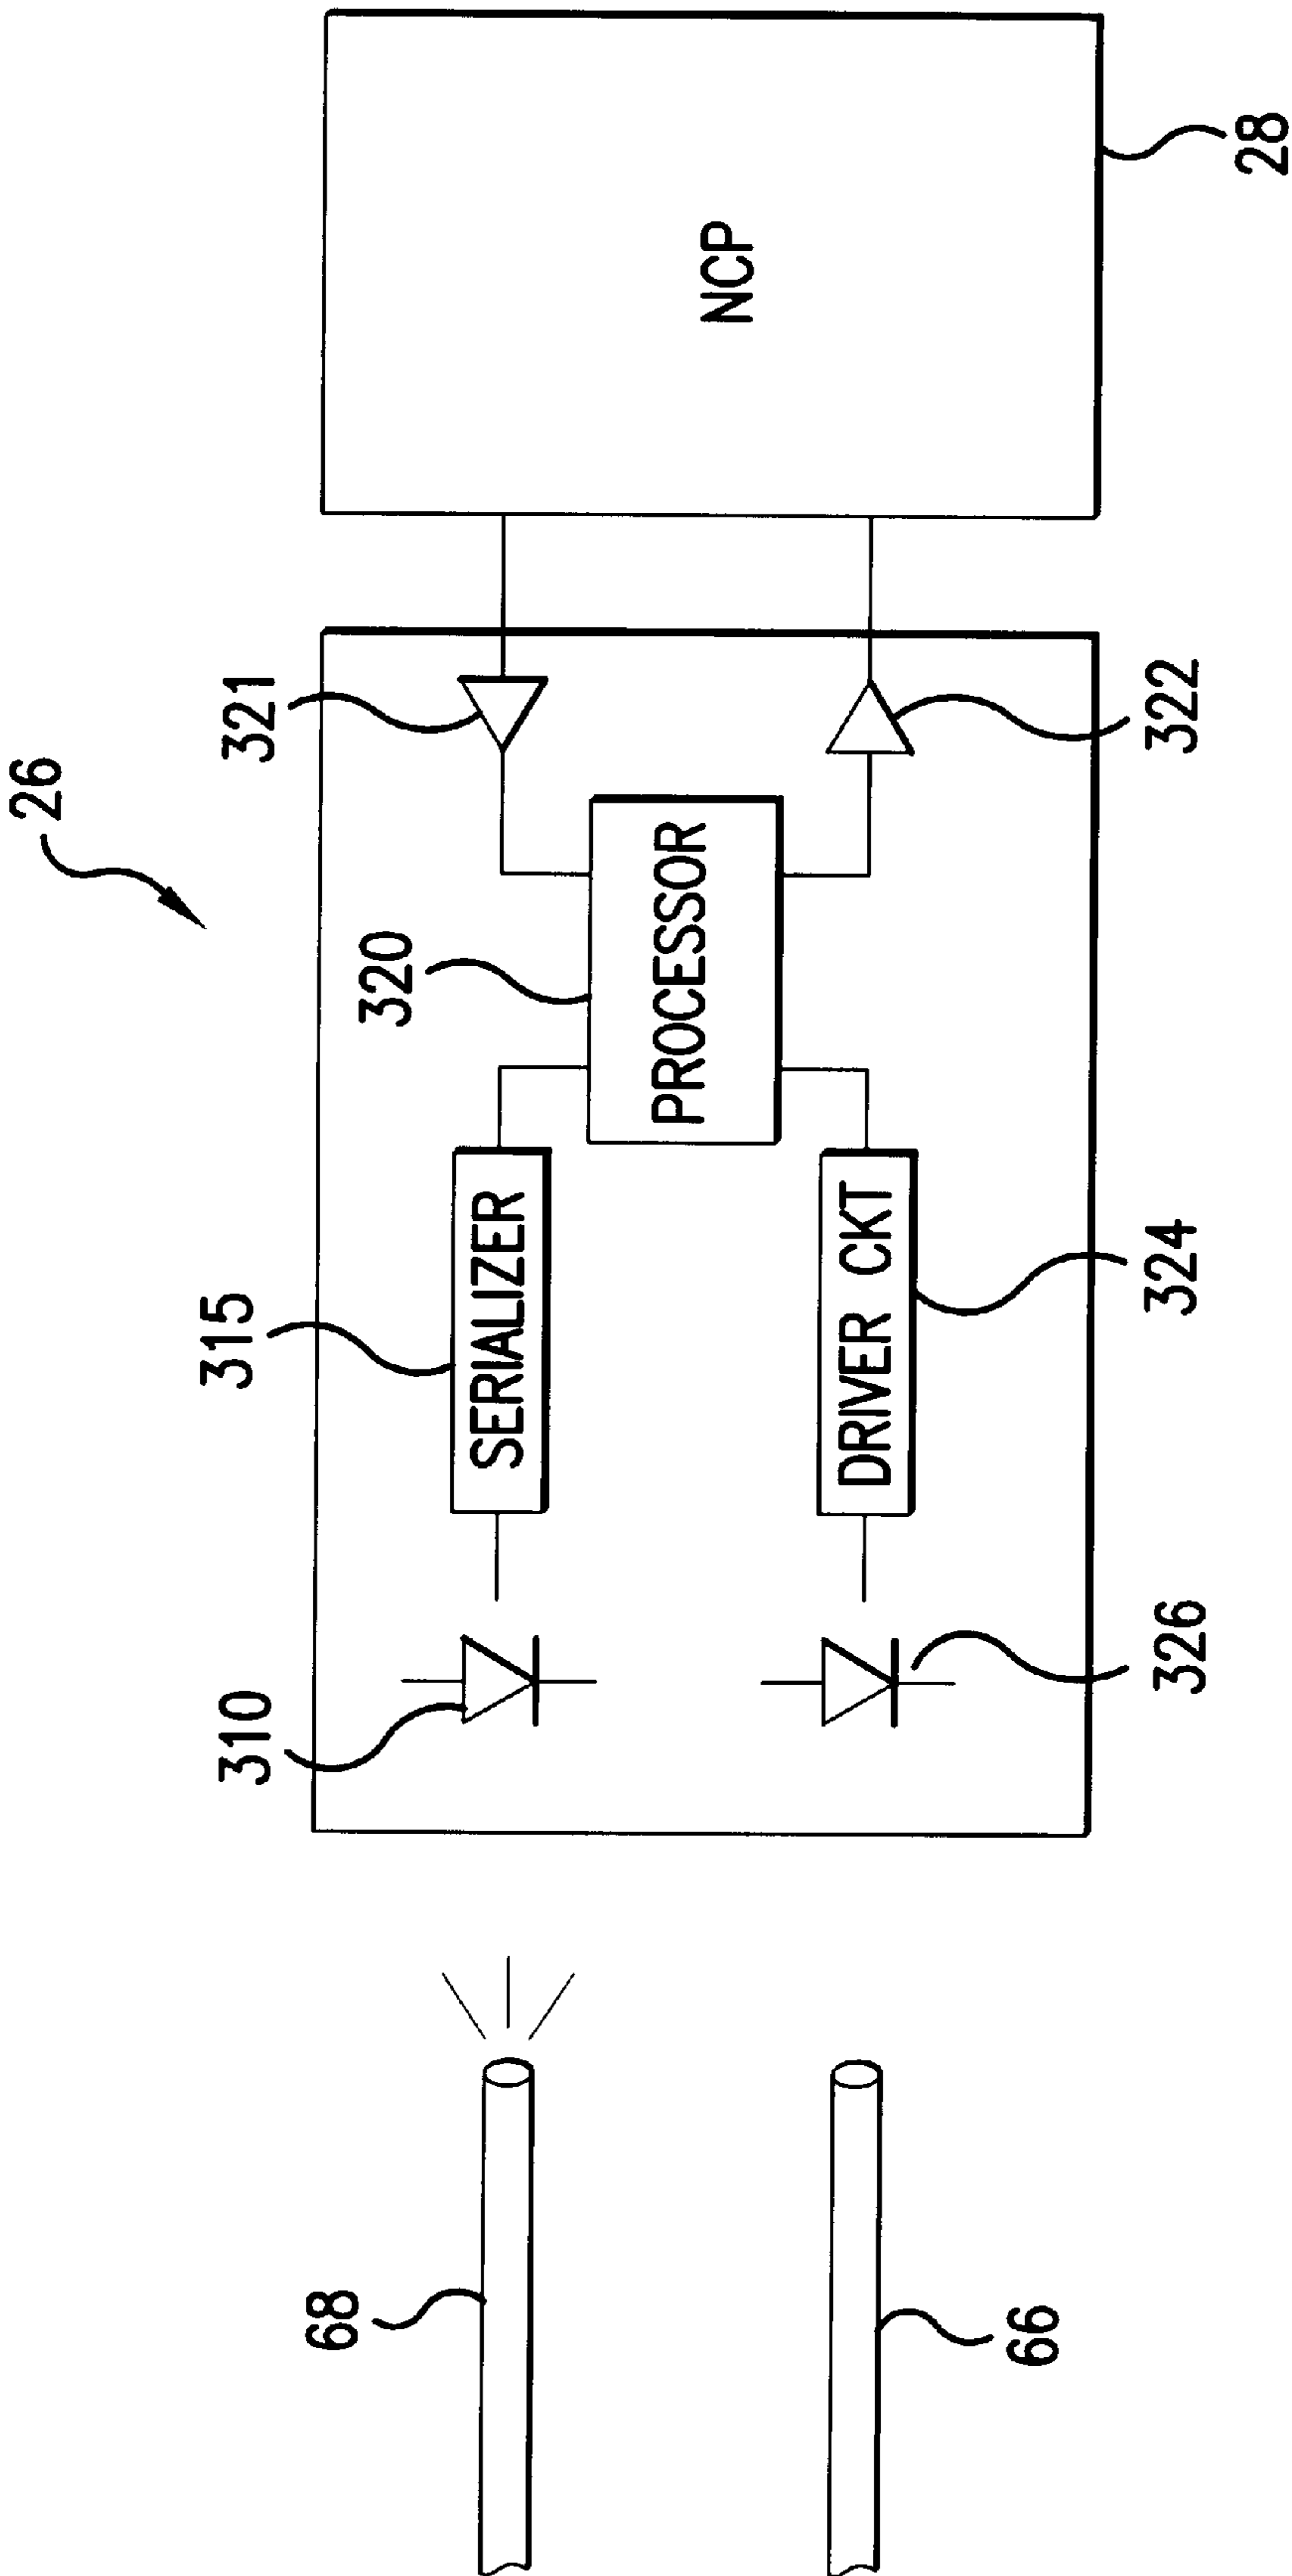 26
321
NCP
28
320
PROCESSOR
322
315
SERIALIZER
DRIVER CKT
324
310
326
68
66